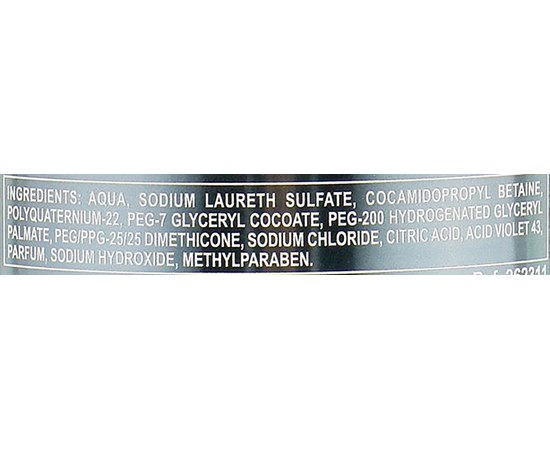 INGREDIENTS: AQUA, SODIUM LAURETH SULFATE, COCAMIDOPROPYL BETAINE,
POLYQUATERNIUM-22, PEG-7 GLYCERYL COCOATE, PEG-200 HYDROGENATED GLYCERYL
PALMATE, PEG/PPG-25/25 DIMETHICONE, SODIUM CHLORIDE, CITRIC ACID, ACID VIOLET 43,
PARFUM, SODIUM HYDROXIDE, METHYLPARABEN.